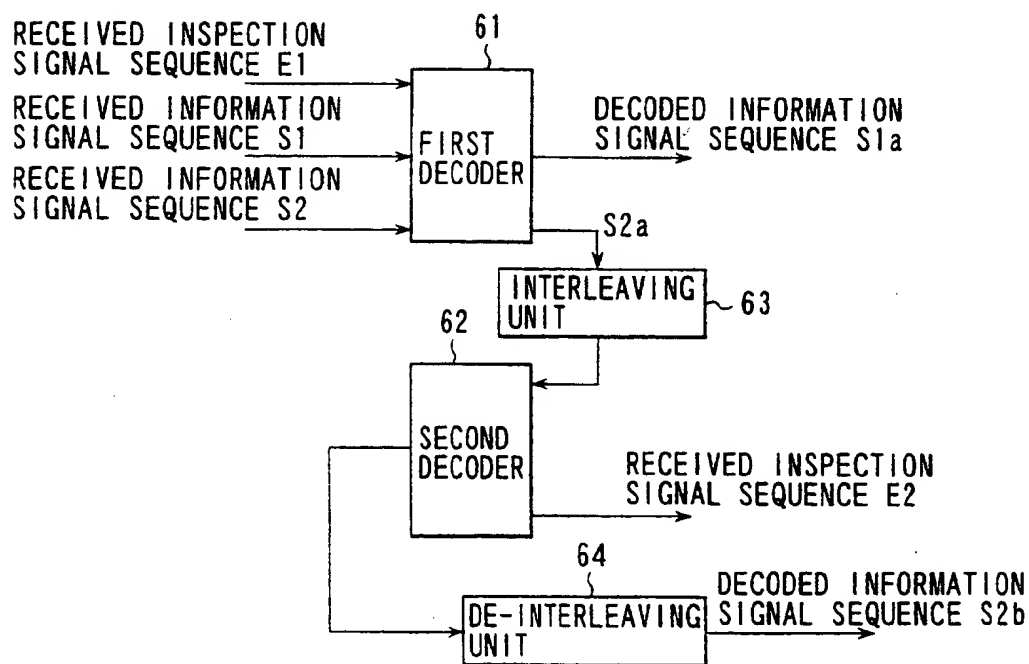 RECEIVED INSPECTION
SIGNAL SEQUENCE E1
RECEIVED INFORMATION
SIGNAL SEQUENCE S1
RECEIVED INFORMATION
SIGNAL SEQUENCE S2
61
FIRST
DECODER
DECODED INFORMATION
SIGNAL SEQUENCE S1a
S2a
INTERLEAVING
UNIT
63
62
SECOND
DECODER
RECEIVED INSPECTION
SIGNAL SEQUENCE E2
64
DE-INTERLEAVING
UNIT
DECODED INFORMATION
SIGNAL SEQUENCE S2b